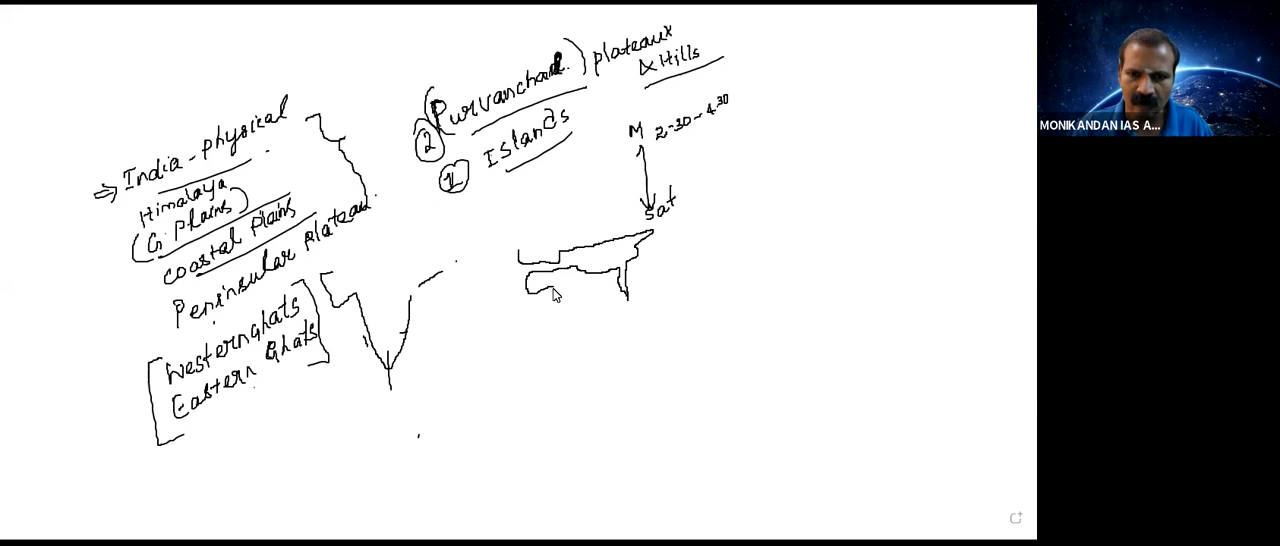 ⇒ India - physical
Himalaya
(G. Plains)
coastal Plains
Peninsular plateau
Western Ghats
Eastern Ghats
(Purvanchal) plateaux
& Hills
②
① Islands
M 2-30 - 4.30
Sat
MONIKANDAN IAS A...